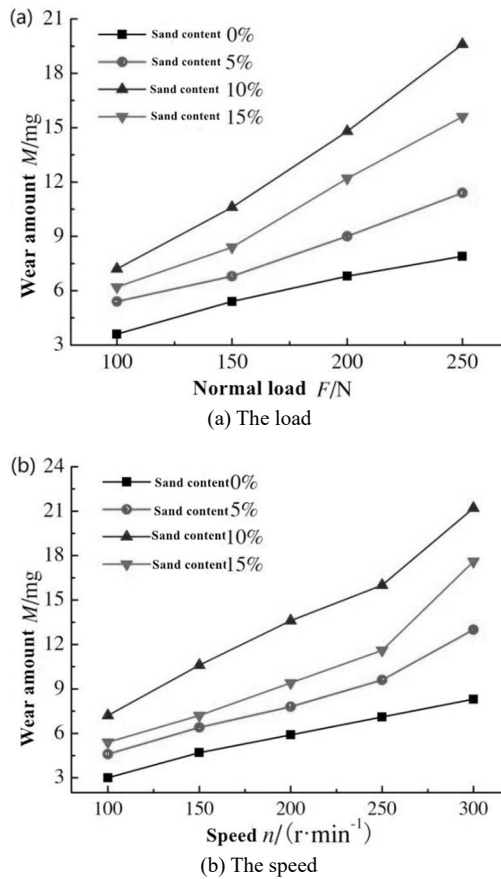 (a)
21
18
15
12
9
6
3
Wear amount M/mg
Sand content 0%
Sand content 5%
Sand content 10%
Sand content 15%
100 150 200 250
Normal load F/N
(a) The load
(b)
24
21
18
15
12
9
6
3
Wear amount M/mg
Sand content 0%
Sand content 5%
Sand content 10%
Sand content 15%
100 150 200 250 300
Speed n/(r·min⁻¹)
(b) The speed